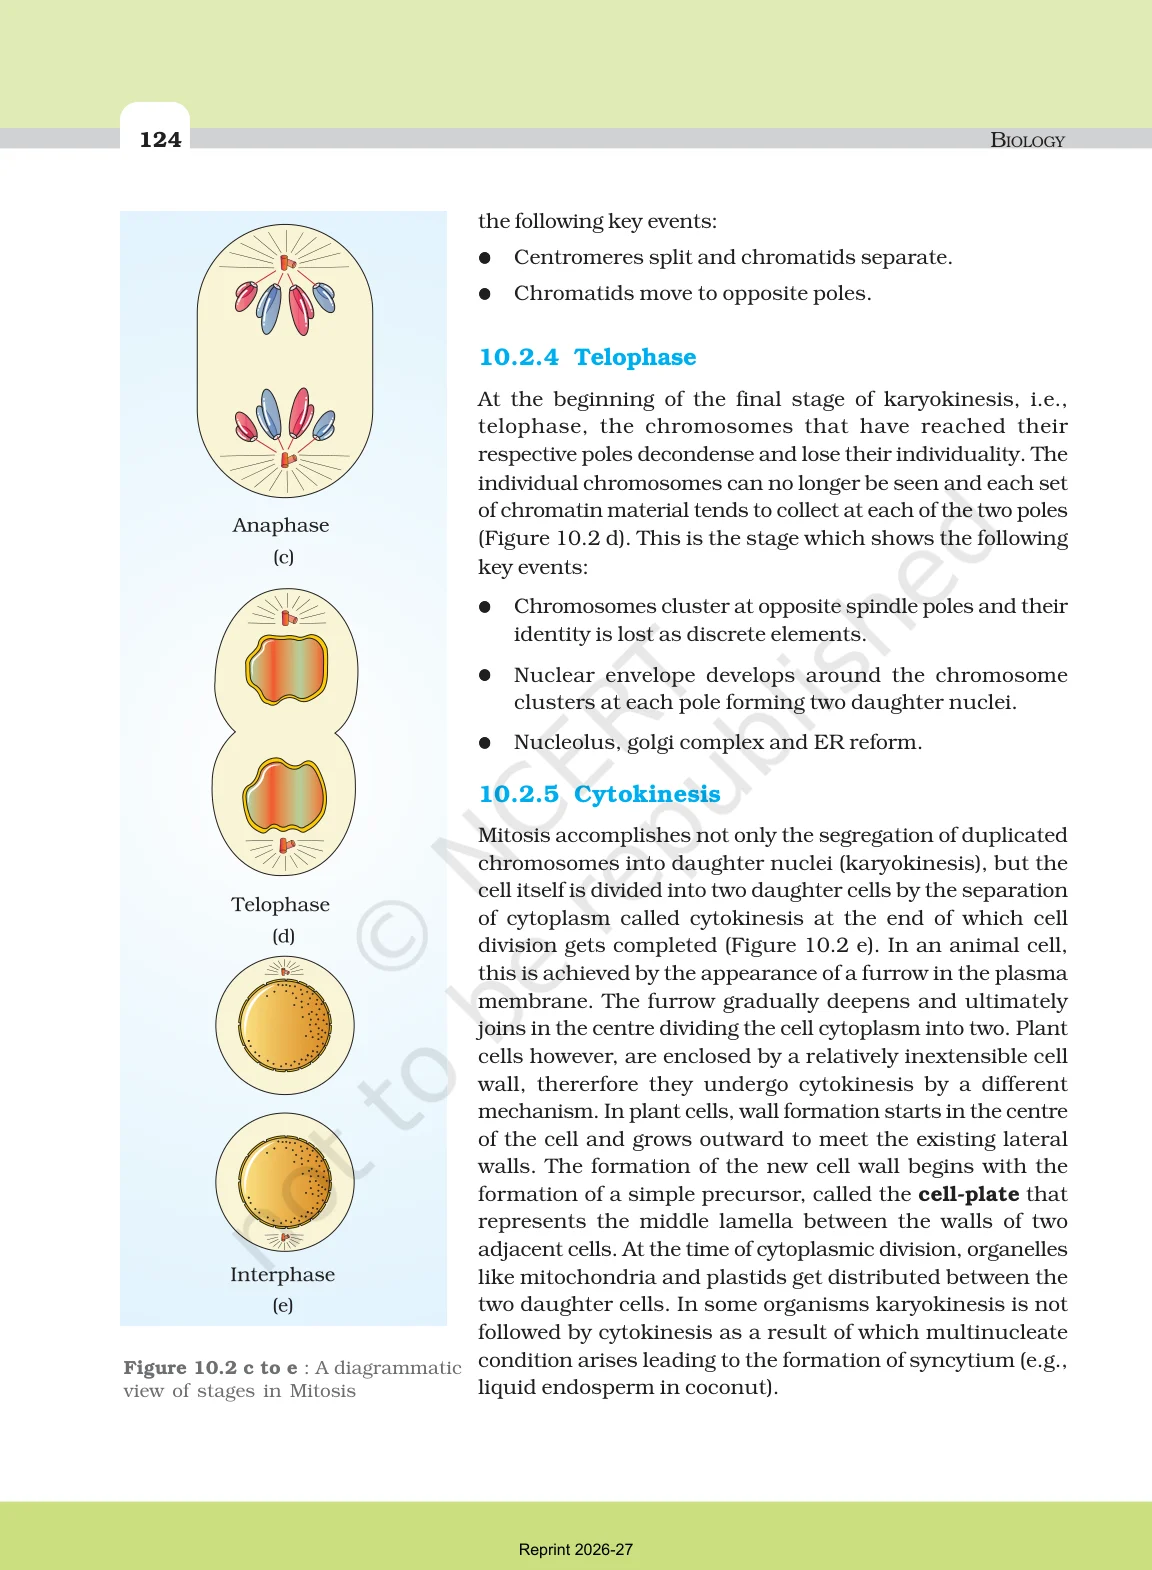 124
BIOLOGY
Anaphase
(c)
Telophase
(d)
Interphase
(e)
Figure 10.2 c to e : A diagrammatic
view of stages in Mitosis
the following key events:
● Centromeres split and chromatids separate.
● Chromatids move to opposite poles.
10.2.4 Telophase
At the beginning of the final stage of karyokinesis, i.e.,
telophase, the chromosomes that have reached their
respective poles decondense and lose their individuality. The
individual chromosomes can no longer be seen and each set
of chromatin material tends to collect at each of the two poles
(Figure 10.2 d). This is the stage which shows the following
key events:
● Chromosomes cluster at opposite spindle poles and their
identity is lost as discrete elements.
● Nuclear envelope develops around the chromosome
clusters at each pole forming two daughter nuclei.
● Nucleolus, golgi complex and ER reform.
10.2.5 Cytokinesis
Mitosis accomplishes not only the segregation of duplicated
chromosomes into daughter nuclei (karyokinesis), but the
cell itself is divided into two daughter cells by the separation
of cytoplasm called cytokinesis at the end of which cell
division gets completed (Figure 10.2 e). In an animal cell,
this is achieved by the appearance of a furrow in the plasma
membrane. The furrow gradually deepens and ultimately
joins in the centre dividing the cell cytoplasm into two. Plant
cells however, are enclosed by a relatively inextensible cell
wall, thererfore they undergo cytokinesis by a different
mechanism. In plant cells, wall formation starts in the centre
of the cell and grows outward to meet the existing lateral
walls. The formation of the new cell wall begins with the
formation of a simple precursor, called the cell-plate that
represents the middle lamella between the walls of two
adjacent cells. At the time of cytoplasmic division, organelles
like mitochondria and plastids get distributed between the
two daughter cells. In some organisms karyokinesis is not
followed by cytokinesis as a result of which multinucleate
condition arises leading to the formation of syncytium (e.g.,
liquid endosperm in coconut).
© NCERT
not to be republished
Reprint 2026-27